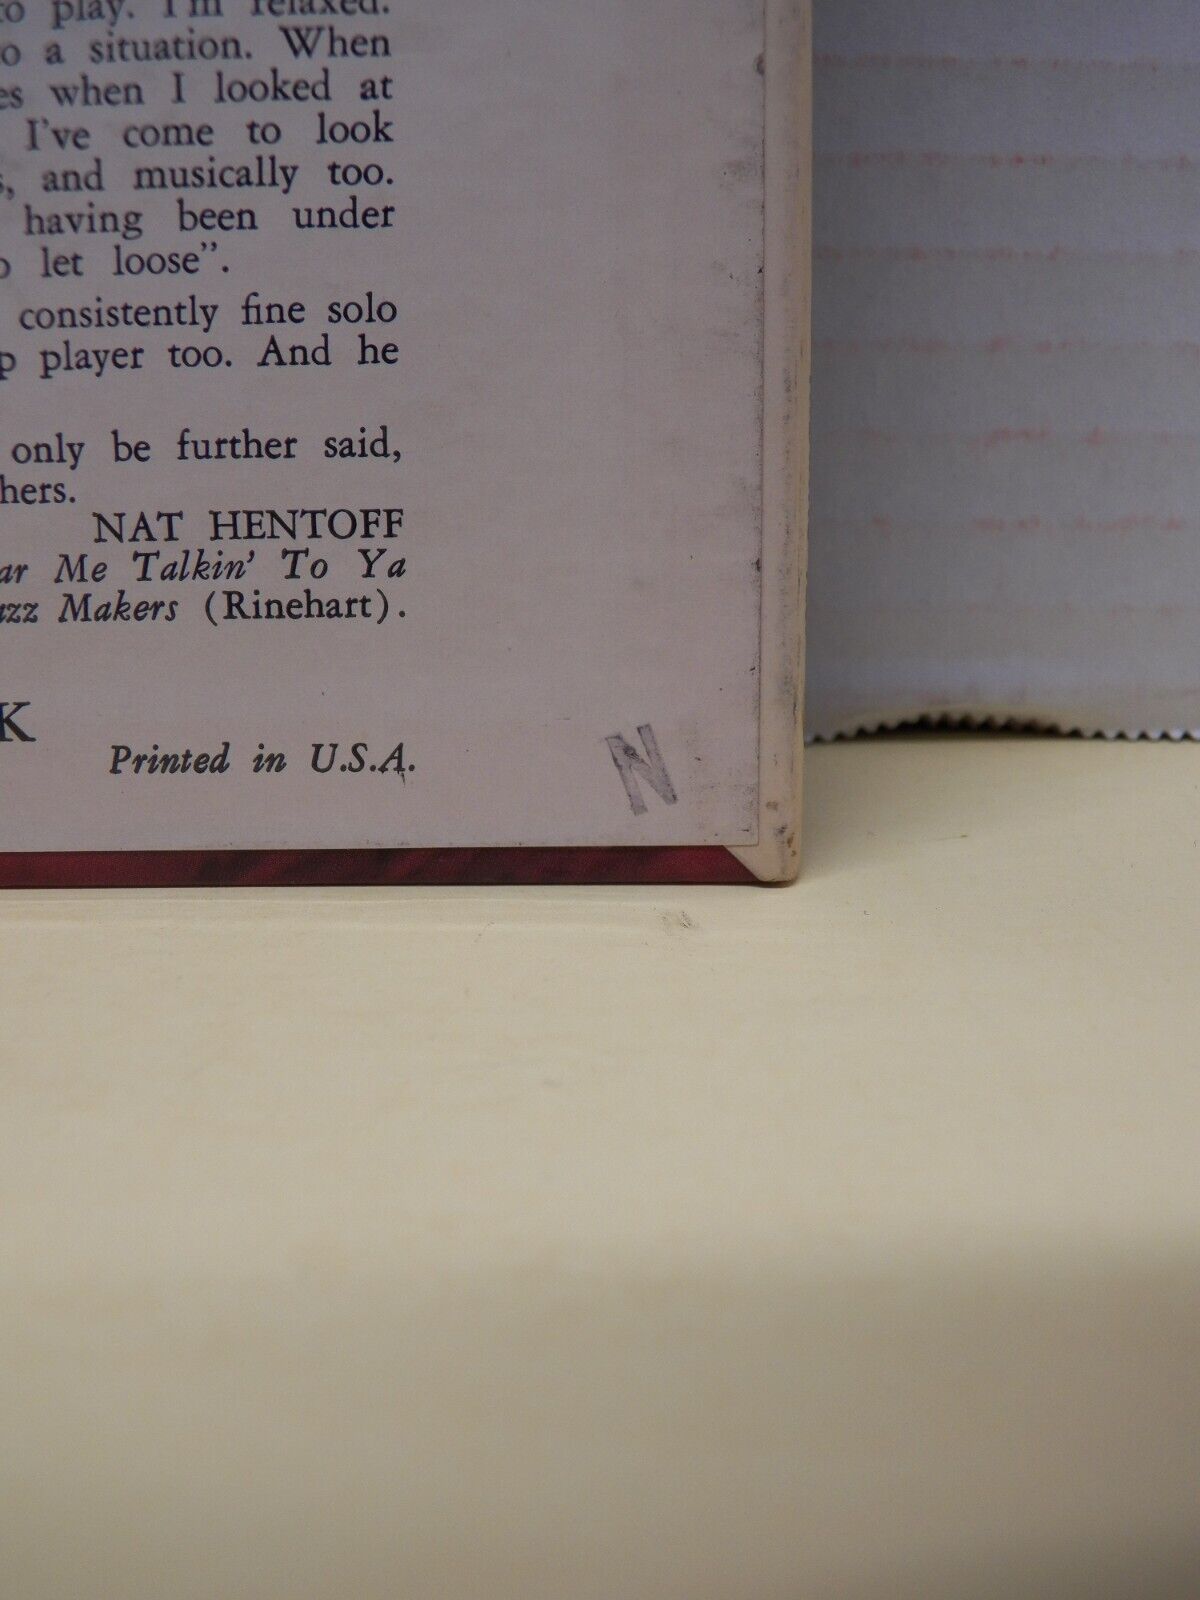 to play. I'm relaxed.
to a situation. When
es when I looked at
I've come to look
s, and musically too.
having been under
o let loose”.
consistently fine solo
p player too. And he
only be further said,
hers.
NAT HENTOFF
ar Me Talkin’ To Ya
azz Makers (Rinehart).
K
Printed in U.S.A.
N